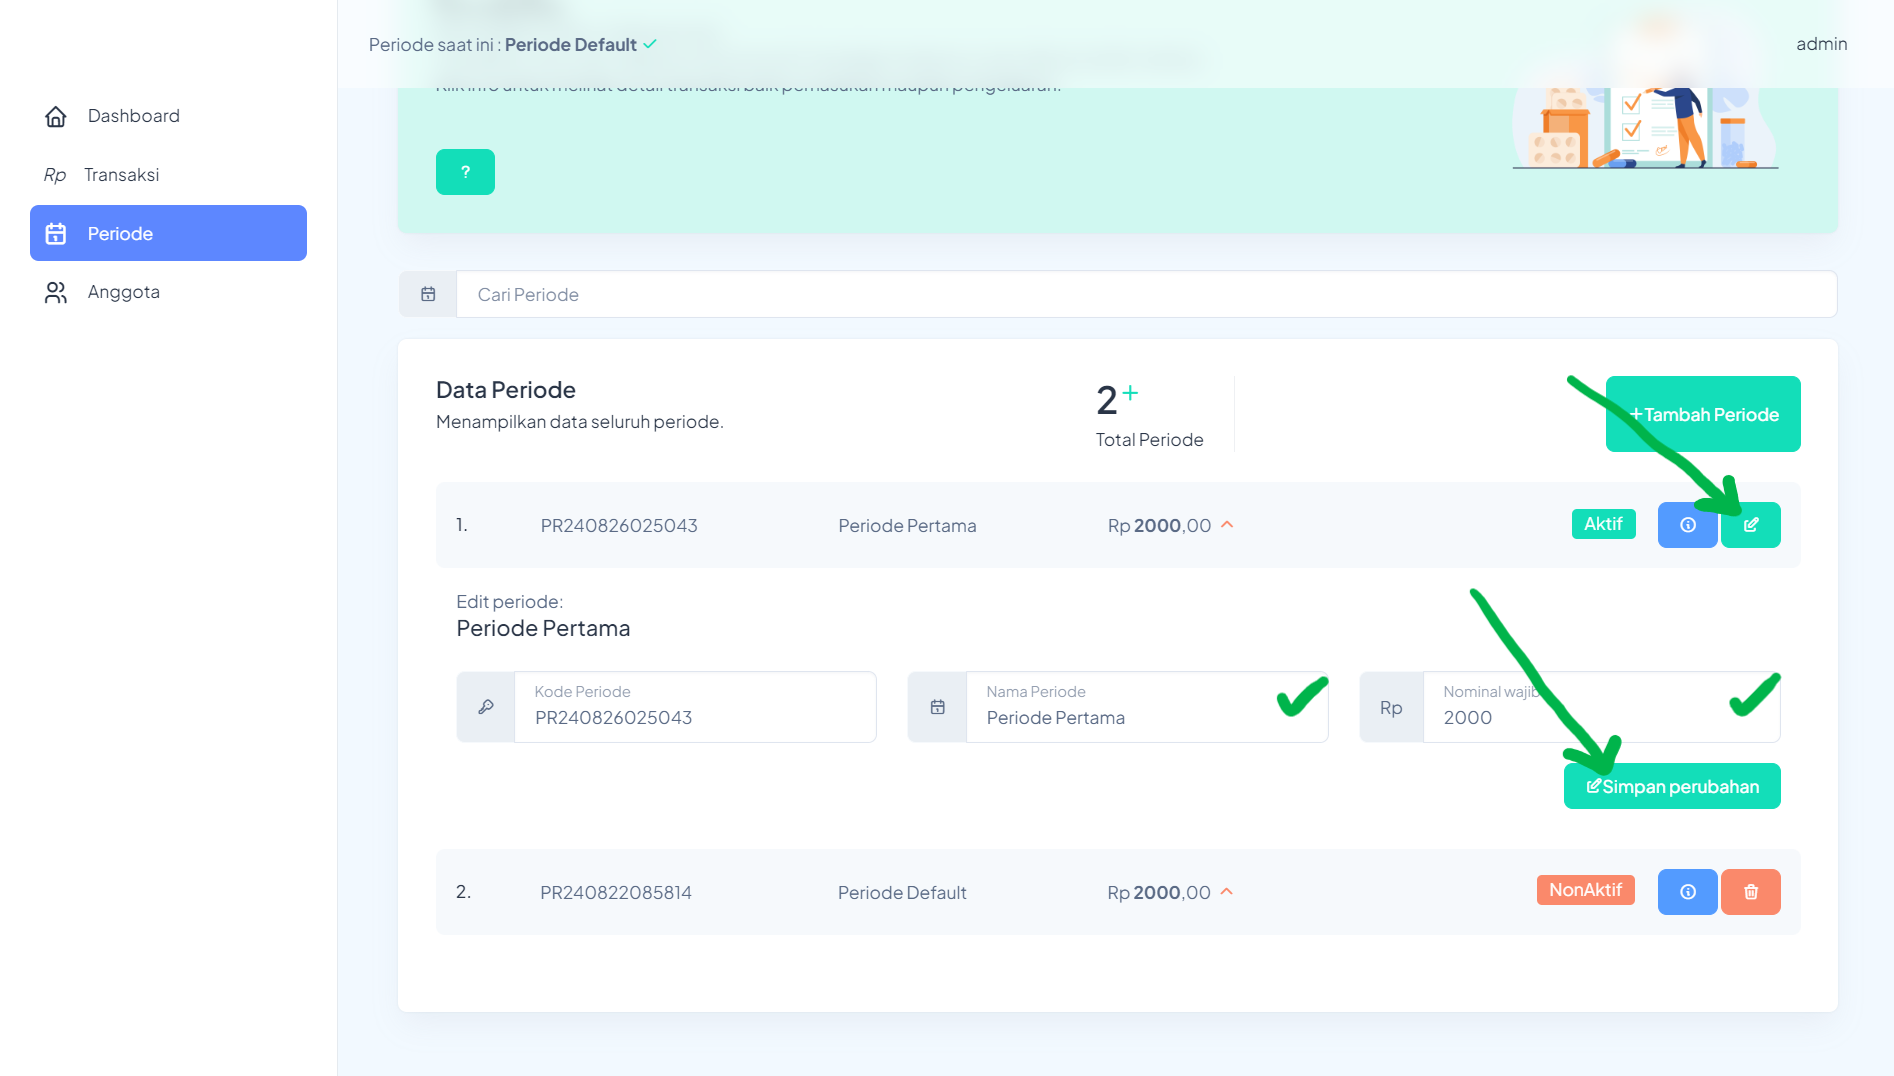 Periode saat ini : Periode Default
admin
Dashboard
Rp Transaksi
Periode
Anggota
Klik info untuk melihat detail transaksi baik pemasukan maupun pengeluaran.
?
Cari Periode
Data Periode
Menampilkan data seluruh periode.
2+
Total Periode
+Tambah Periode
1. PR240826025043 Periode Pertama Rp 2000,00 Aktif
Edit periode:
Periode Pertama
Kode Periode
PR240826025043
Nama Periode
Periode Pertama
Rp
Nominal wajib
2000
Simpan perubahan
2. PR240822085814 Periode Default Rp 2000,00 NonAktif